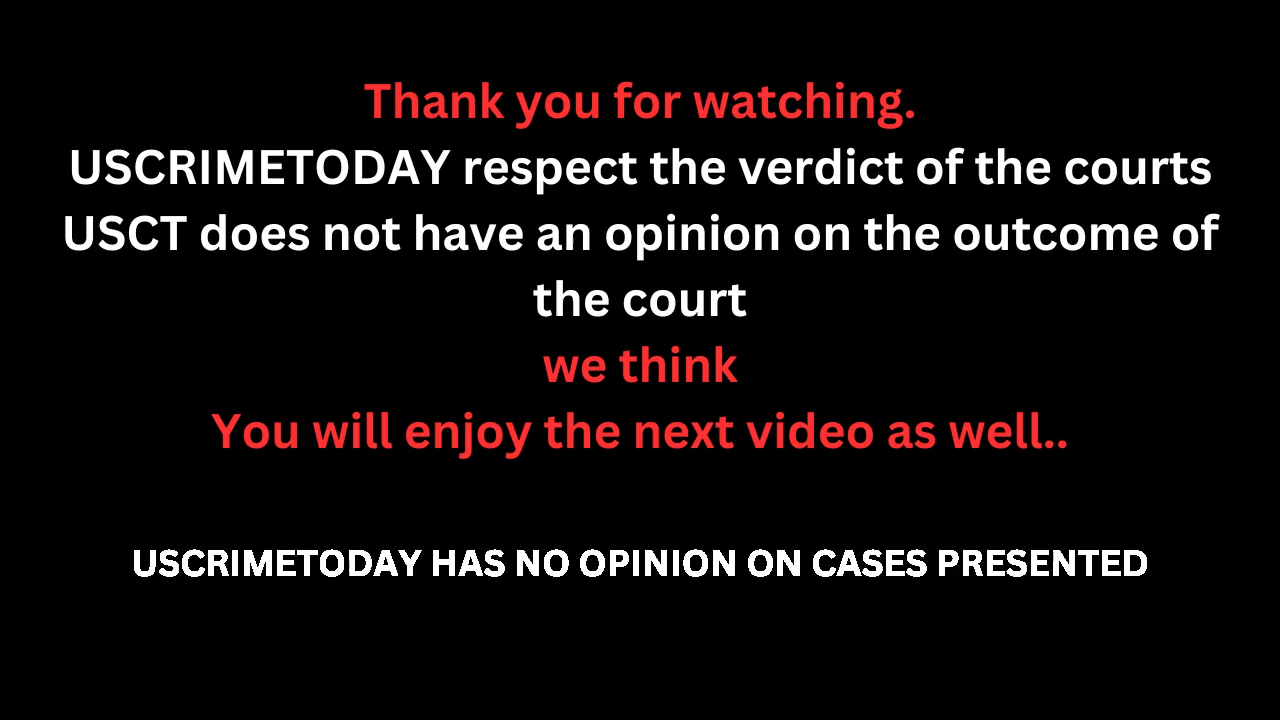 Thank you for watching.
USCRIMETODAY respect the verdict of the courts
USCT does not have an opinion on the outcome of
the court
we think
You will enjoy the next video as well..
USCRIMETODAY HAS NO OPINION ON CASES PRESENTED